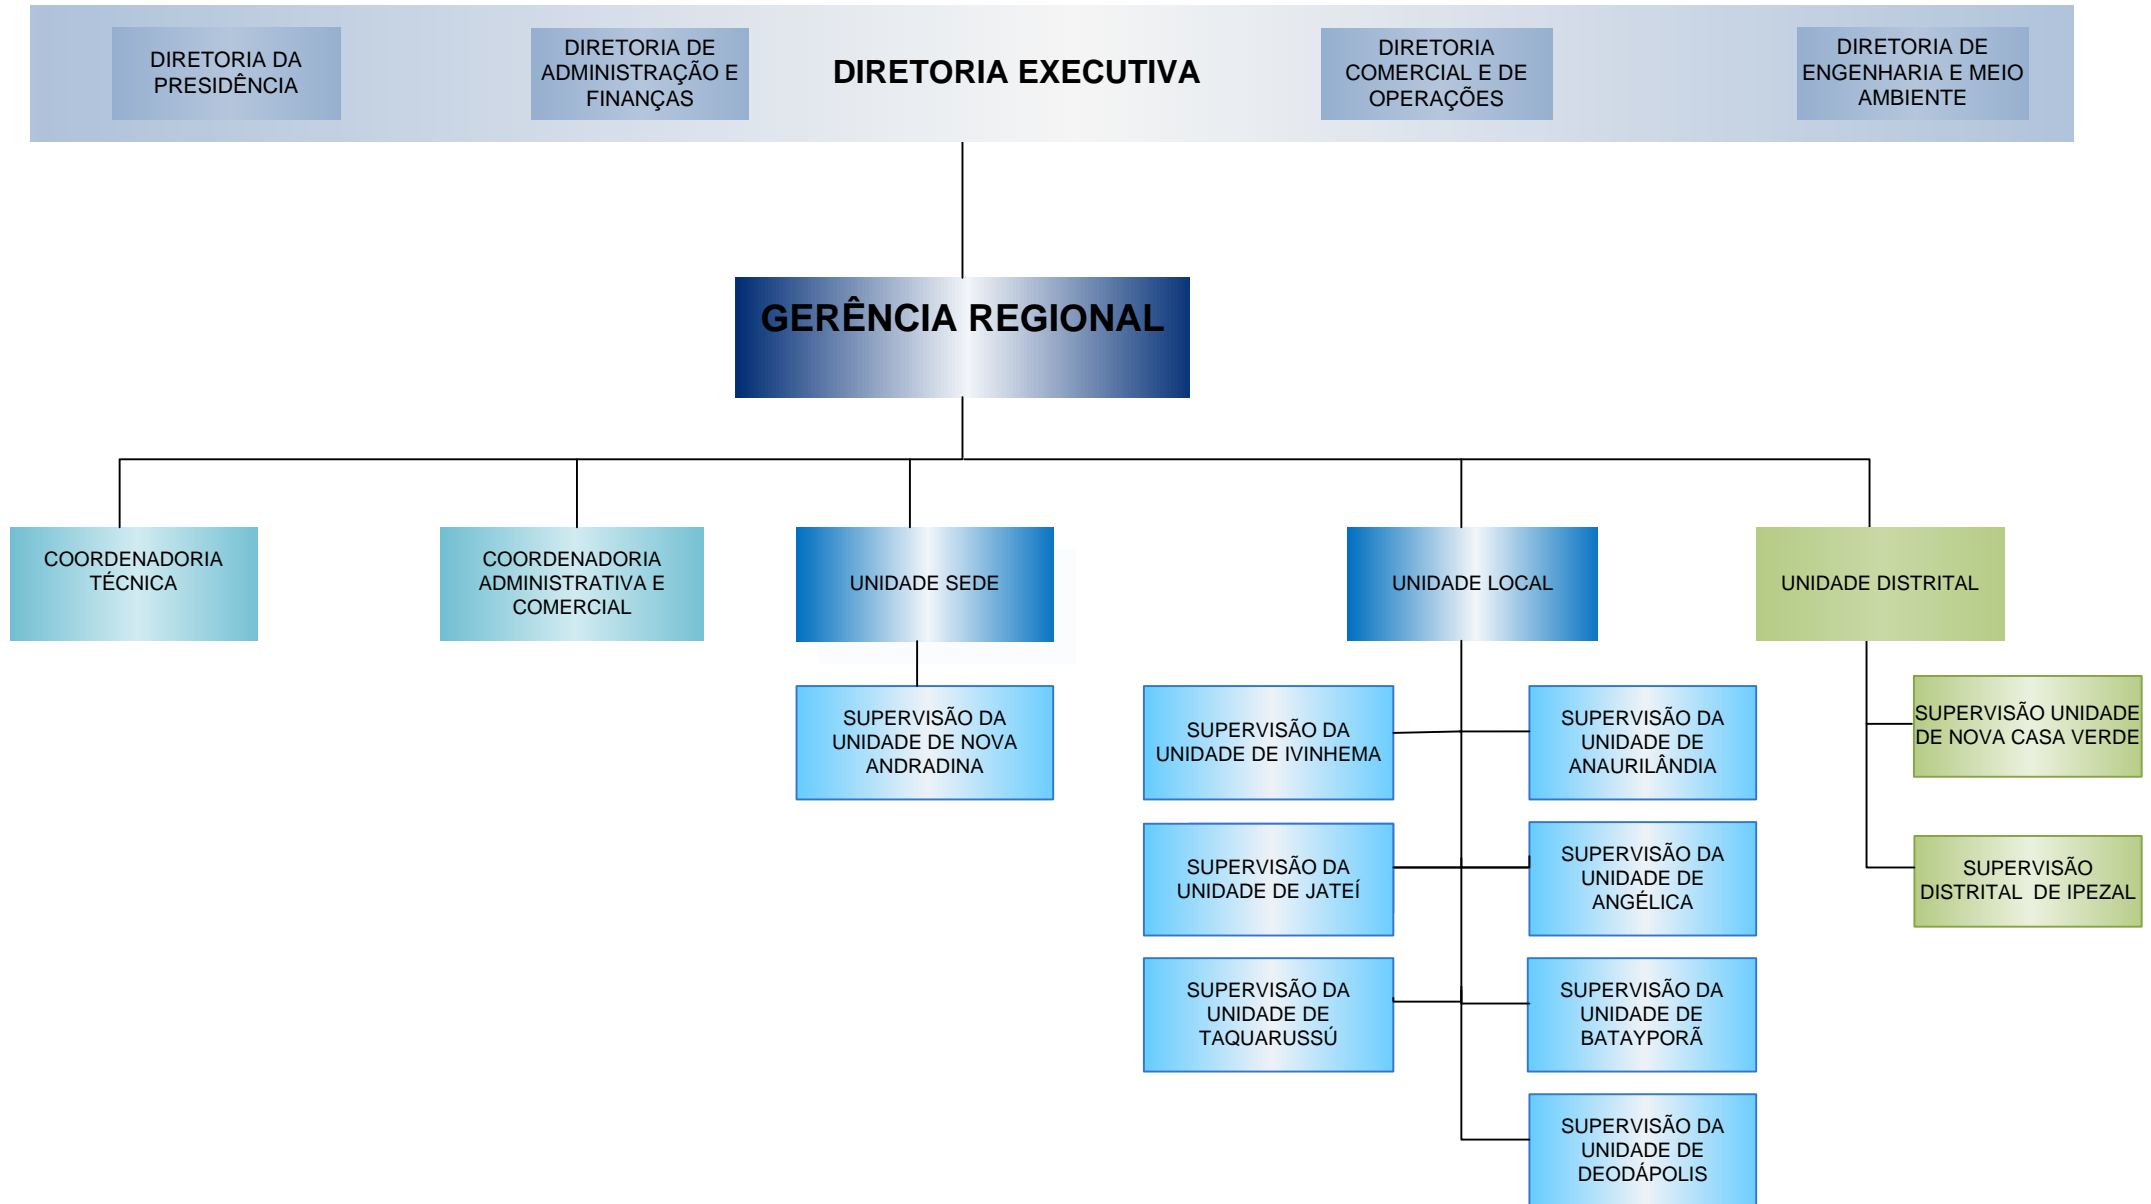 DIRETORIA DA
PRESIDÊNCIA
DIRETORIA DE
ADMINISTRAÇÃO E
FINANÇAS
DIRETORIA EXECUTIVA
DIRETORIA
COMERCIAL E DE
OPERAÇÕES
DIRETORIA DE
ENGENHARIA E MEIO
AMBIENTE
GERÊNCIA REGIONAL
COORDENADORIA
TÉCNICA
COORDENADORIA
ADMINISTRATIVA E
COMERCIAL
UNIDADE SEDE
UNIDADE LOCAL
UNIDADE DISTRITAL
SUPERVISÃO DA
UNIDADE DE NOVA
ANDRADINA
SUPERVISÃO DA
UNIDADE DE IVINHEMA
SUPERVISÃO DA
UNIDADE DE
ANAURILÂNDIA
SUPERVISÃO UNIDADE
DE NOVA CASA VERDE
SUPERVISÃO DA
UNIDADE DE JATEÍ
SUPERVISÃO DA
UNIDADE DE
ANGÉLICA
SUPERVISÃO
DISTRITAL  DE IPEZAL
SUPERVISÃO DA
UNIDADE DE
TAQUARUSSÚ
SUPERVISÃO DA
UNIDADE DE
BATAYPORÃ
SUPERVISÃO DA
UNIDADE DE
DEODÁPOLIS